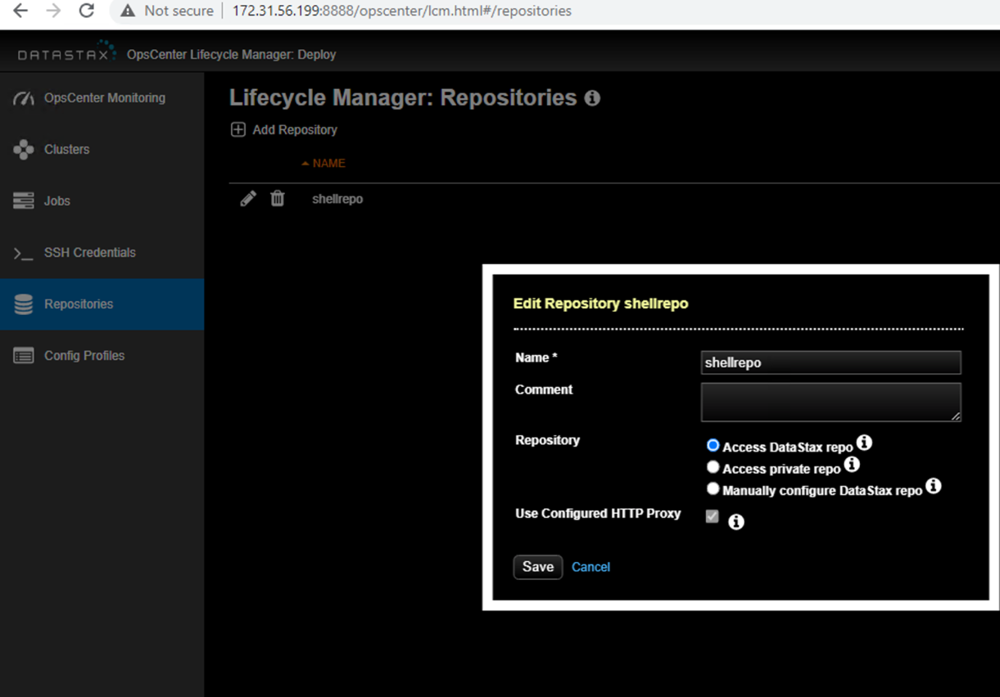 Not secure | 172.31.56.199:8888/opscenter/lcm.html#/repositories
DATASTAX OpsCenter Lifecycle Manager: Deploy
OpsCenter Monitoring
Clusters
Jobs
SSH Credentials
Repositories
Config Profiles
Lifecycle Manager: Repositories
Add Repository
NAME
shellrepo
Edit Repository shellrepo
Name * shellrepo
Comment
Repository
Access DataStax repo
Access private repo
Manually configure DataStax repo
Use Configured HTTP Proxy
Save Cancel